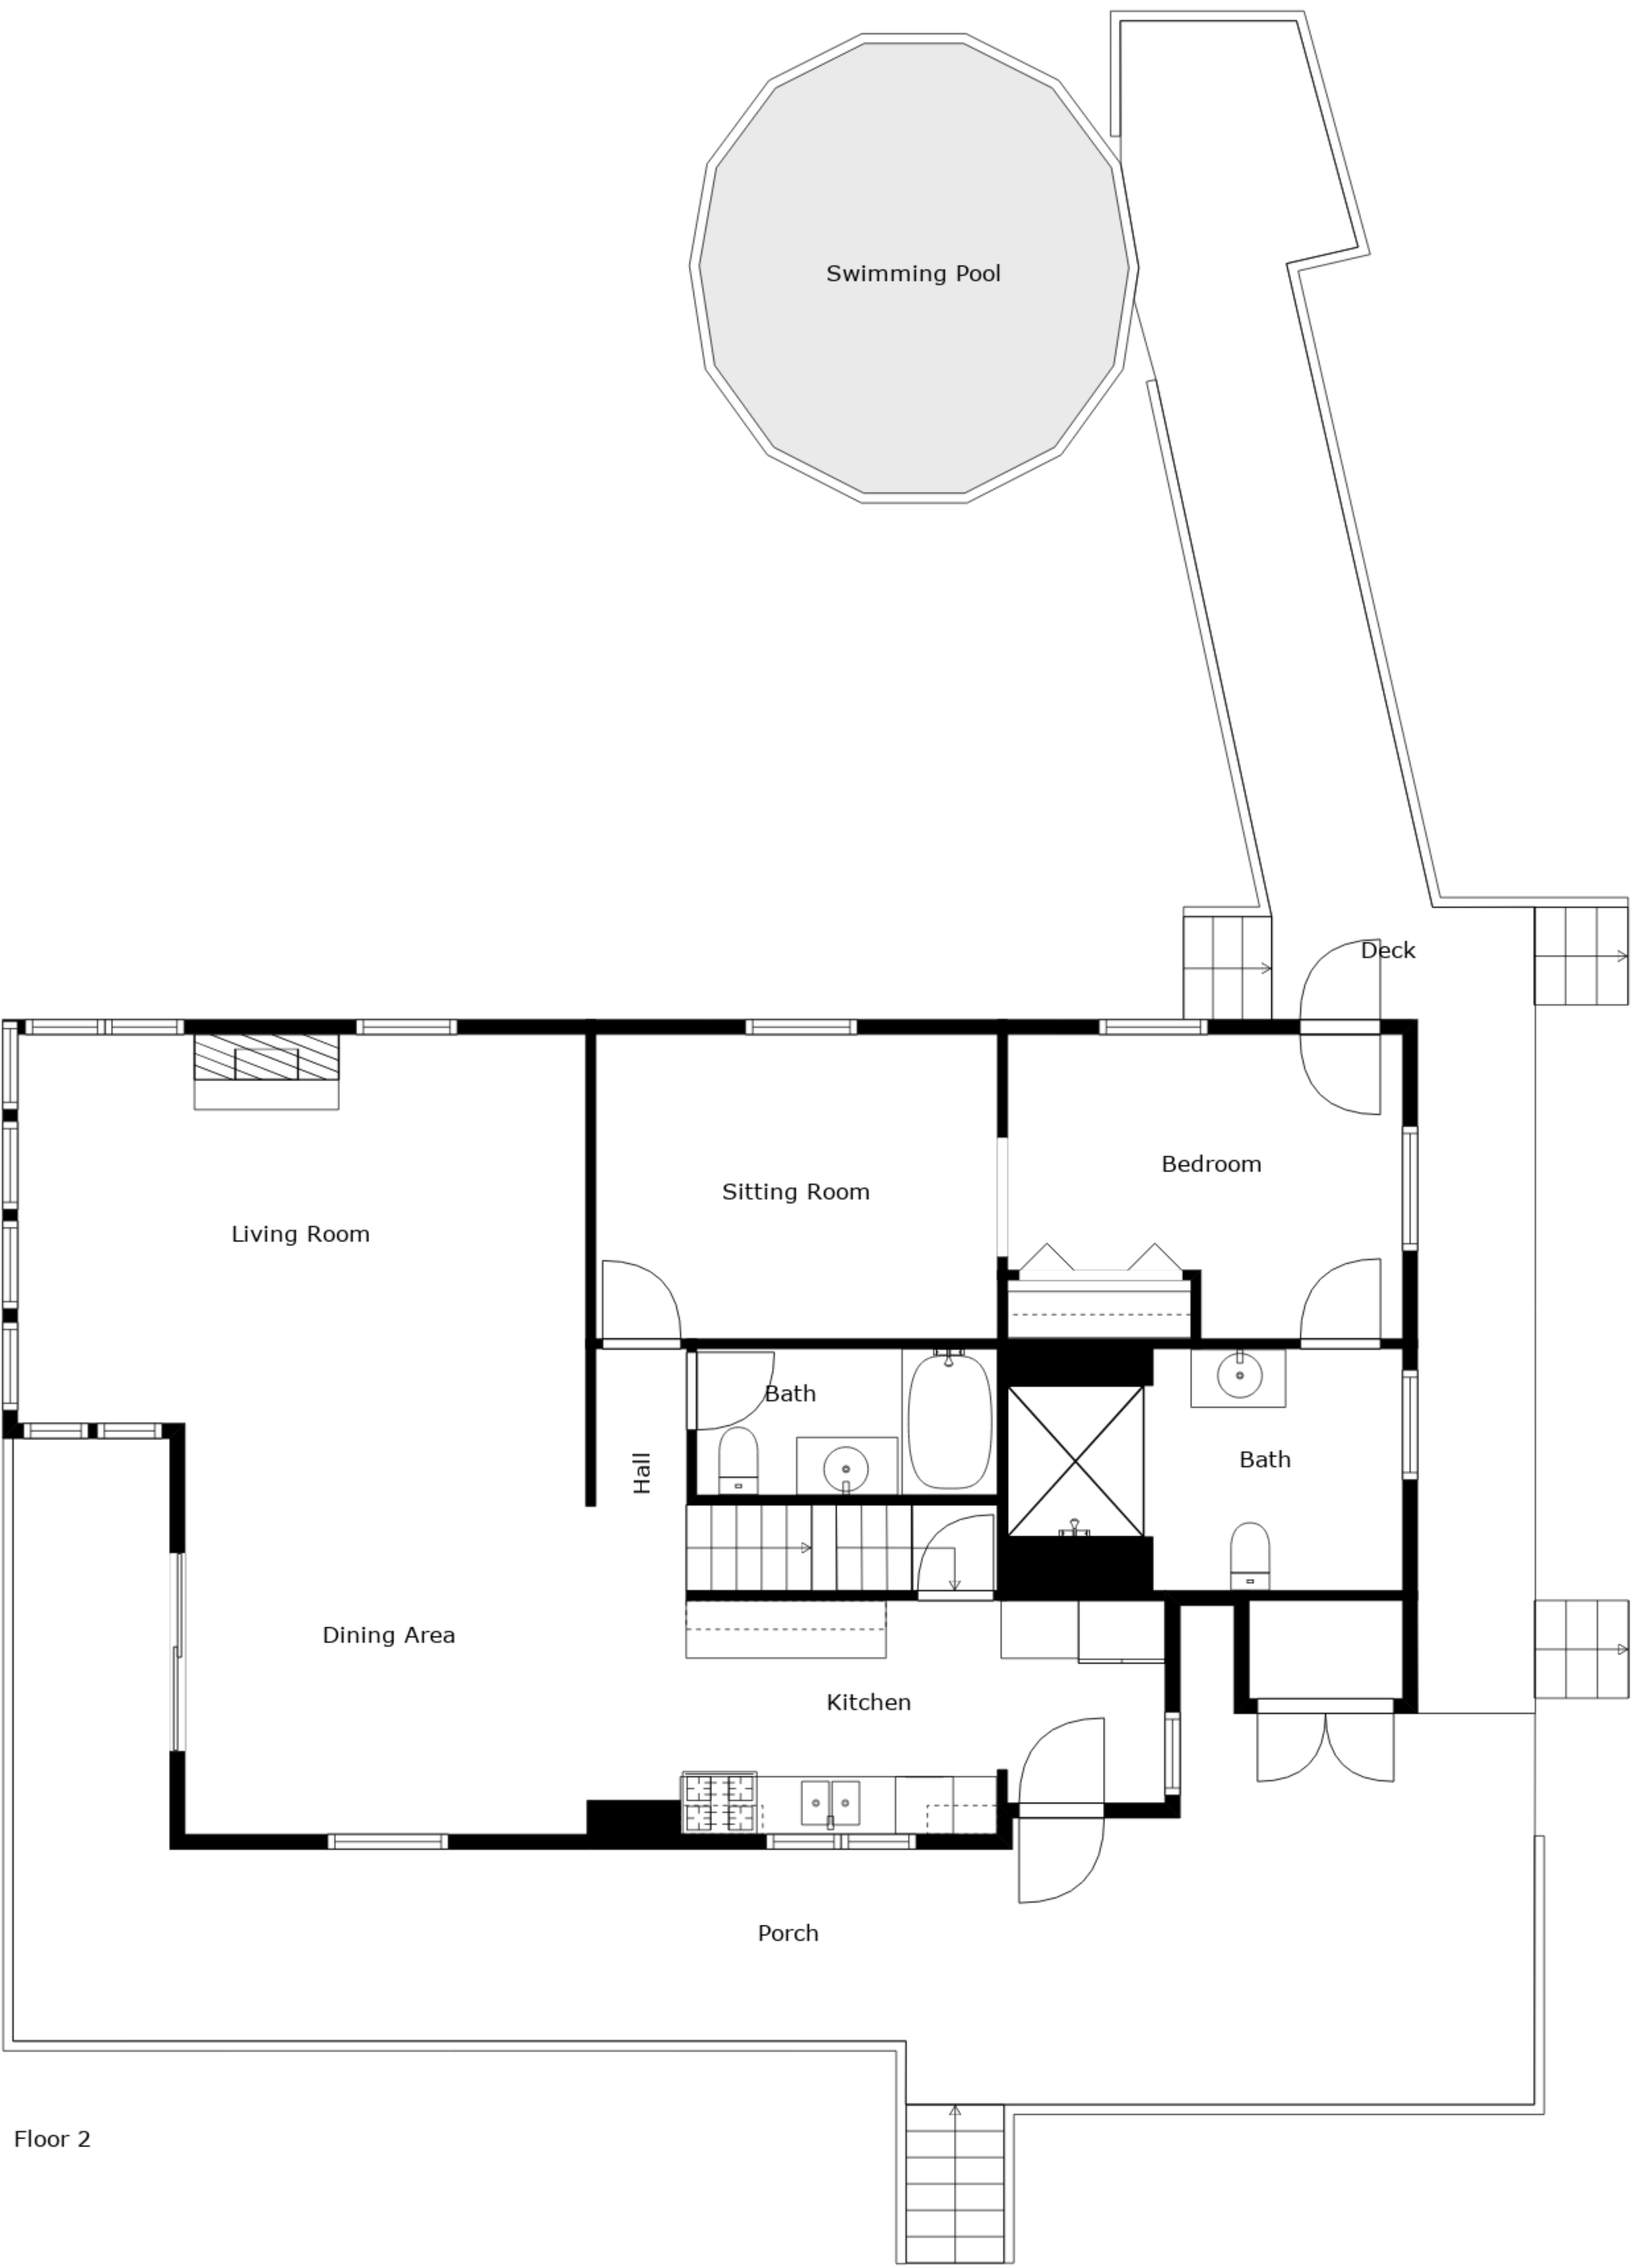 Swimming Pool
Deck
Bedroom
Sitting Room
Living Room
Bath
Hall
Bath
Dining Area
Kitchen
Porch
Floor 2